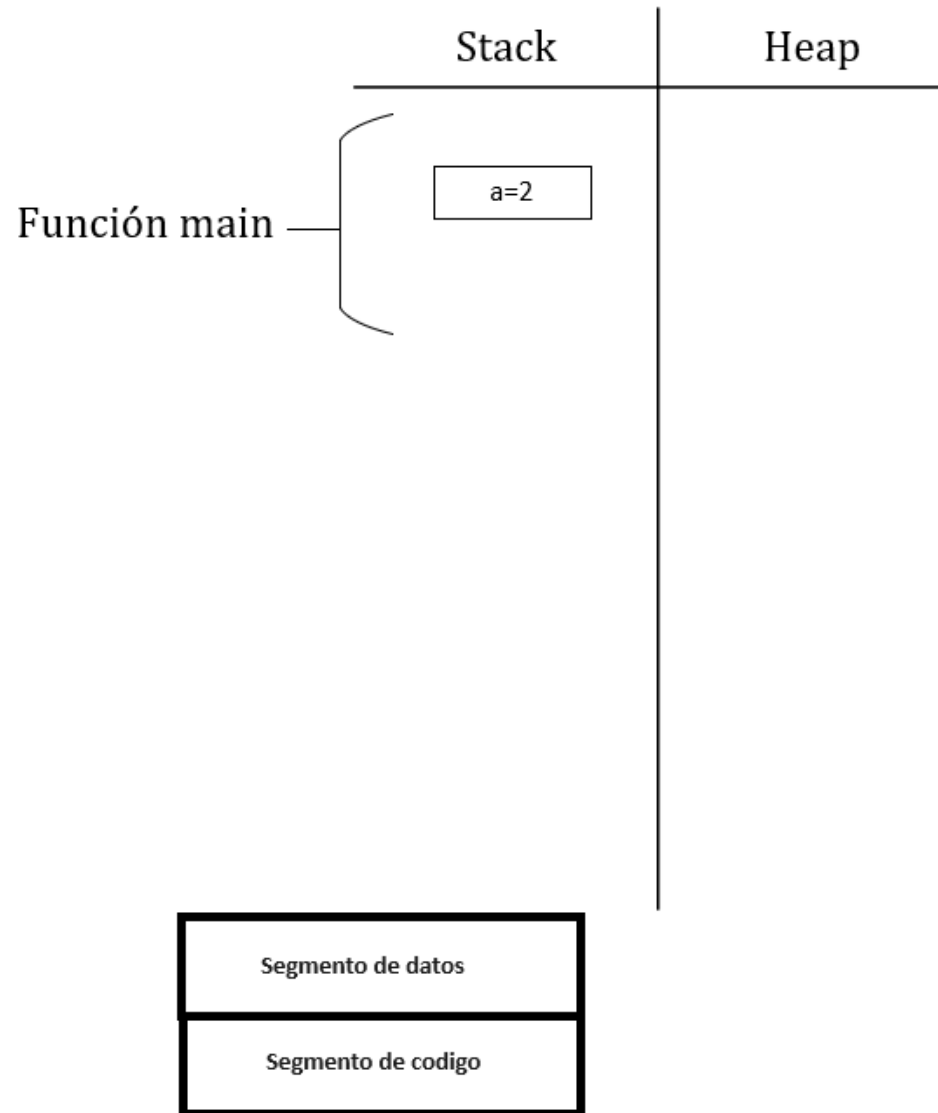 Stack Heap
a=2
Función main
Segmento de datos
Segmento de codigo